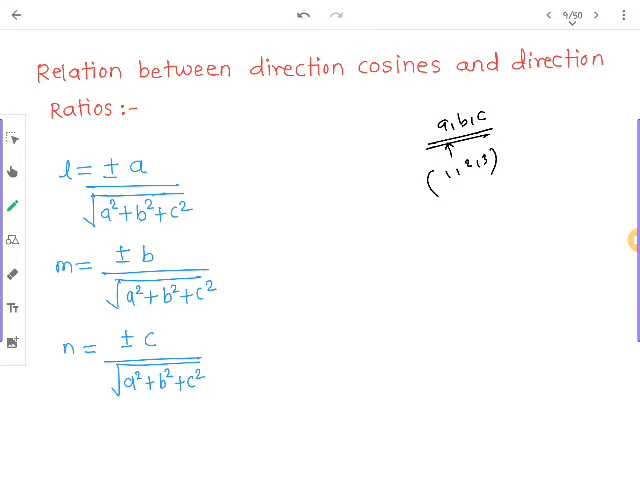 9/50
Relation between direction cosines and direction
Ratios :-
a, b, c
(1, 2, 3)
l = ± a
√a²+b²+c²
m = ± b
√a²+b²+c²
n = ± c
√a²+b²+c²
Tт